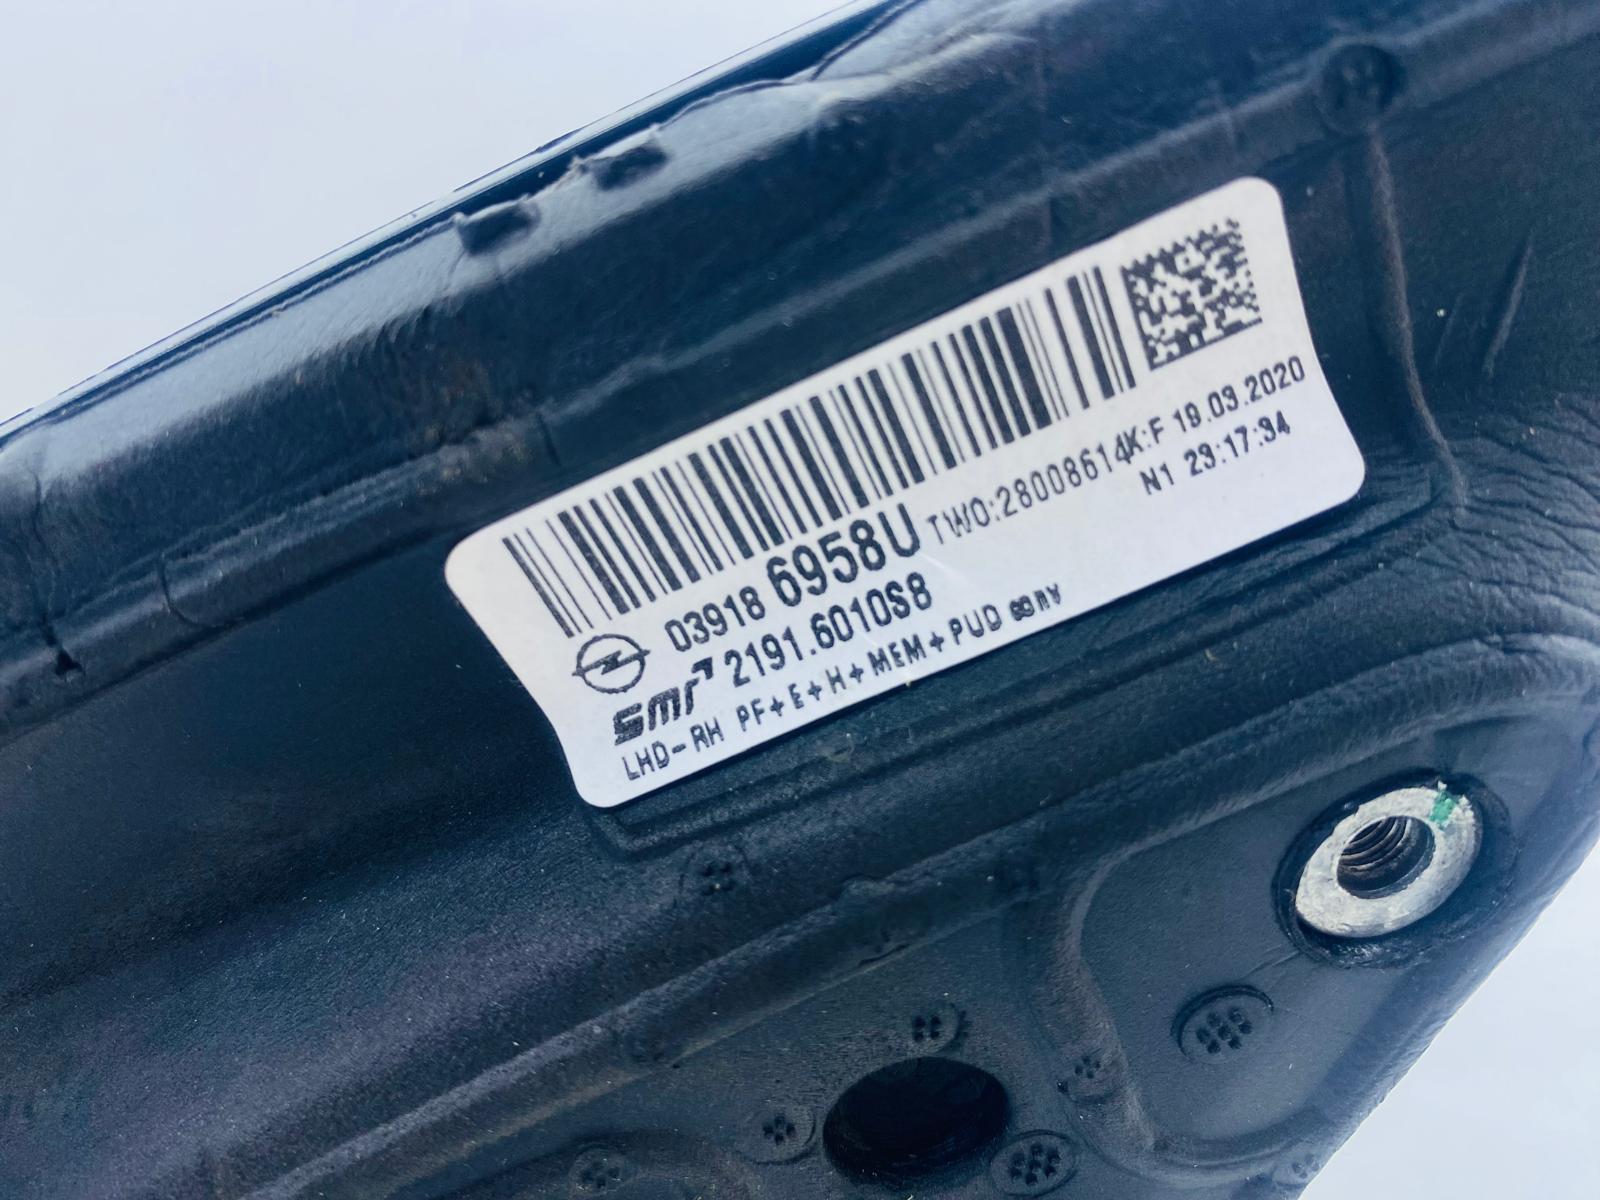 03918 6958U TWO:28008614K:F 19.03.2020
N1 23:17:34
smr 2191.6010S8
LHD-RH PF+E+H+MEM+PUD